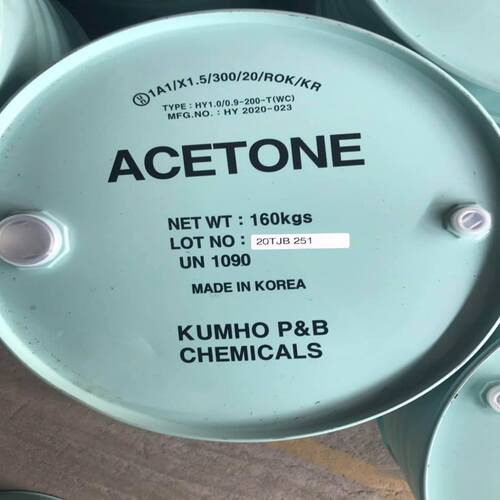 1A1/X1.5/300/20/ROK/KR
TYPE : HY1.0/0.9-200-T(WC)
MFG.NO. : HY 2020-023
ACETONE
NET WT : 160kgs
LOT NO : 20TJB 251
UN 1090
MADE IN KOREA
KUMHO P&B
CHEMICALS